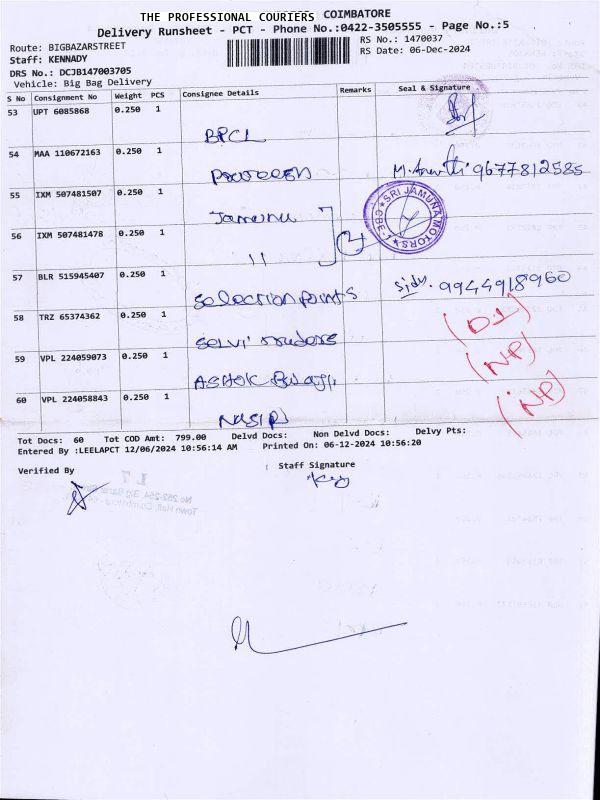 THE PROFESSIONAL COURIERS COIMBATORE
Delivery Runsheet - PCT - Phone No.:0422-3505555 - Page No.:5
Route: BIGBAZARSTREET
RS No.: 1470037
Staff: KENNADY
RS Date: 06-Dec-2024
DRS No.: DCJB147003705
Vehicle: Big Bag Delivery
S No Consignment No Weight PCS Consignee Details Remarks Seal & Signature
53 UPT 6085868 0.250 1
BPCL
54 MAA 110672163 0.250 1
9677812585
55 IXM 507481507 0.250 1
Jamuna
SRI JAMUNA MOTORS
CBE-1
56 IXM 507481478 0.250 1
"
57 BLR 515945407 0.250 1
Selection points 9944918960
58 TRZ 65374362 0.250 1
Selvi traders
(DL)
59 VPL 224059073 0.250 1
ASHOK Balaji
(NP)
60 VPL 224058843 0.250 1
(NP)
Tot Docs: 60 Tot COD Amt: 799.00 Delvd Docs: Non Delvd Docs: Delvy Pts:
Entered By :LEELAPCT 12/06/2024 10:56:14 AM Printed On: 06-12-2024 10:56:20
Verified By
Staff Signature